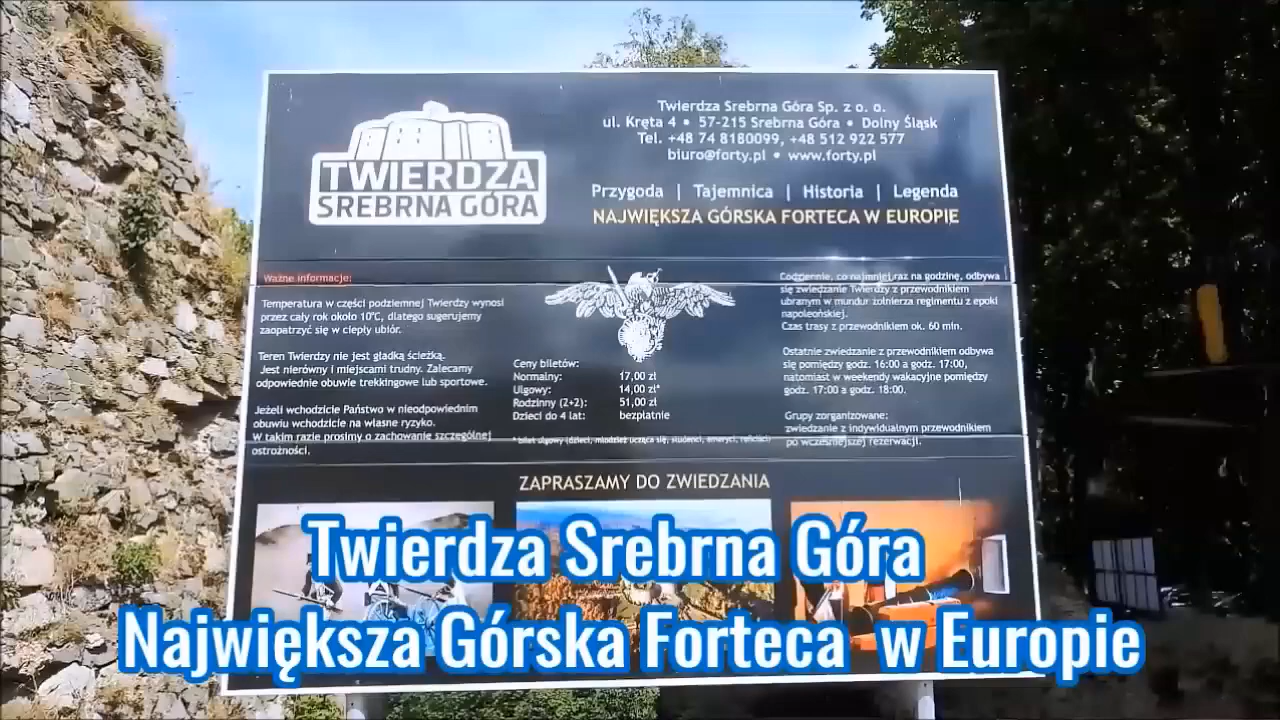 TWIERDZA
SREBRNA GÓRA
Twierdza Srebrna Góra Sp. z o. o.
ul. Kręta 4 • 57-215 Srebrna Góra • Dolny Śląsk
Tel. +48 74 8180099, +48 512 922 577
biuro@forty.pl • www.forty.pl
Przygoda | Tajemnica | Historia | Legenda
NAJWIĘKSZA GÓRSKA FORTECA W EUROPIE
Ważne informacje:
Temperatura w części podziemnej Twierdzy wynosi
przez cały rok około 10°C, dlatego sugerujemy
zaopatrzyć się w ciepły ubiór.
Teren Twierdzy nie jest gładką ścieżką.
Jest nierówny i miejscami trudny. Zalecamy
odpowiednie obuwie trekkingowe lub sportowe.
Jeżeli wchodzicie Państwo w nieodpowiednim
obuwiu wchodzicie na własne ryzyko.
W takim razie prosimy o zachowanie szczególnej
ostrożności.
Ceny biletów:
Normalny: 17,00 zł
Ulgowy: 14,00 zł*
Rodzinny (2+2): 51,00 zł
Dzieci do 4 lat: bezpłatnie
* bilet ulgowy (dzieci, młodzież ucząca się, studenci, emeryci, renciści)
Codziennie, co najmniej raz na godzinę, odbywa
się zwiedzanie Twierdzy z przewodnikiem
ubranym w mundur żołnierza regimentu z epoki
napoleońskiej.
Czas trasy z przewodnikiem ok. 60 min.
Ostatnie zwiedzanie z przewodnikiem odbywa
się pomiędzy godz. 16:00 a godz. 17:00,
natomiast w weekendy wakacyjne pomiędzy
godz. 17:00 a godz. 18:00.
Grupy zorganizowane:
zwiedzanie z indywidualnym przewodnikiem
po wcześniejszej rezerwacji.
ZAPRASZAMY DO ZWIEDZANIA
Twierdza Srebrna Góra
Największa Górska Forteca w Europie